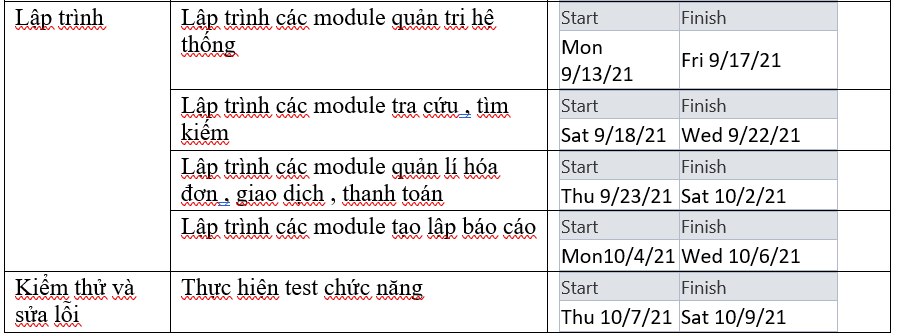 Lập trình
Lập trình các module quản tri hê
thống
Start Finish
Mon
9/13/21
Fri 9/17/21
Lập trình các module tra cứu , tìm
kiếm
Start Finish
Sat 9/18/21 Wed 9/22/21
Lập trình các module quản lí hóa
đơn , giao dịch , thanh toán
Start Finish
Thu 9/23/21 Sat 10/2/21
Lập trình các module tạo lập báo cáo
Start Finish
Mon10/4/21 Wed 10/6/21
Kiểm thử và
sửa lỗi
Thực hiện test chức năng
Start Finish
Thu 10/7/21 Sat 10/9/21